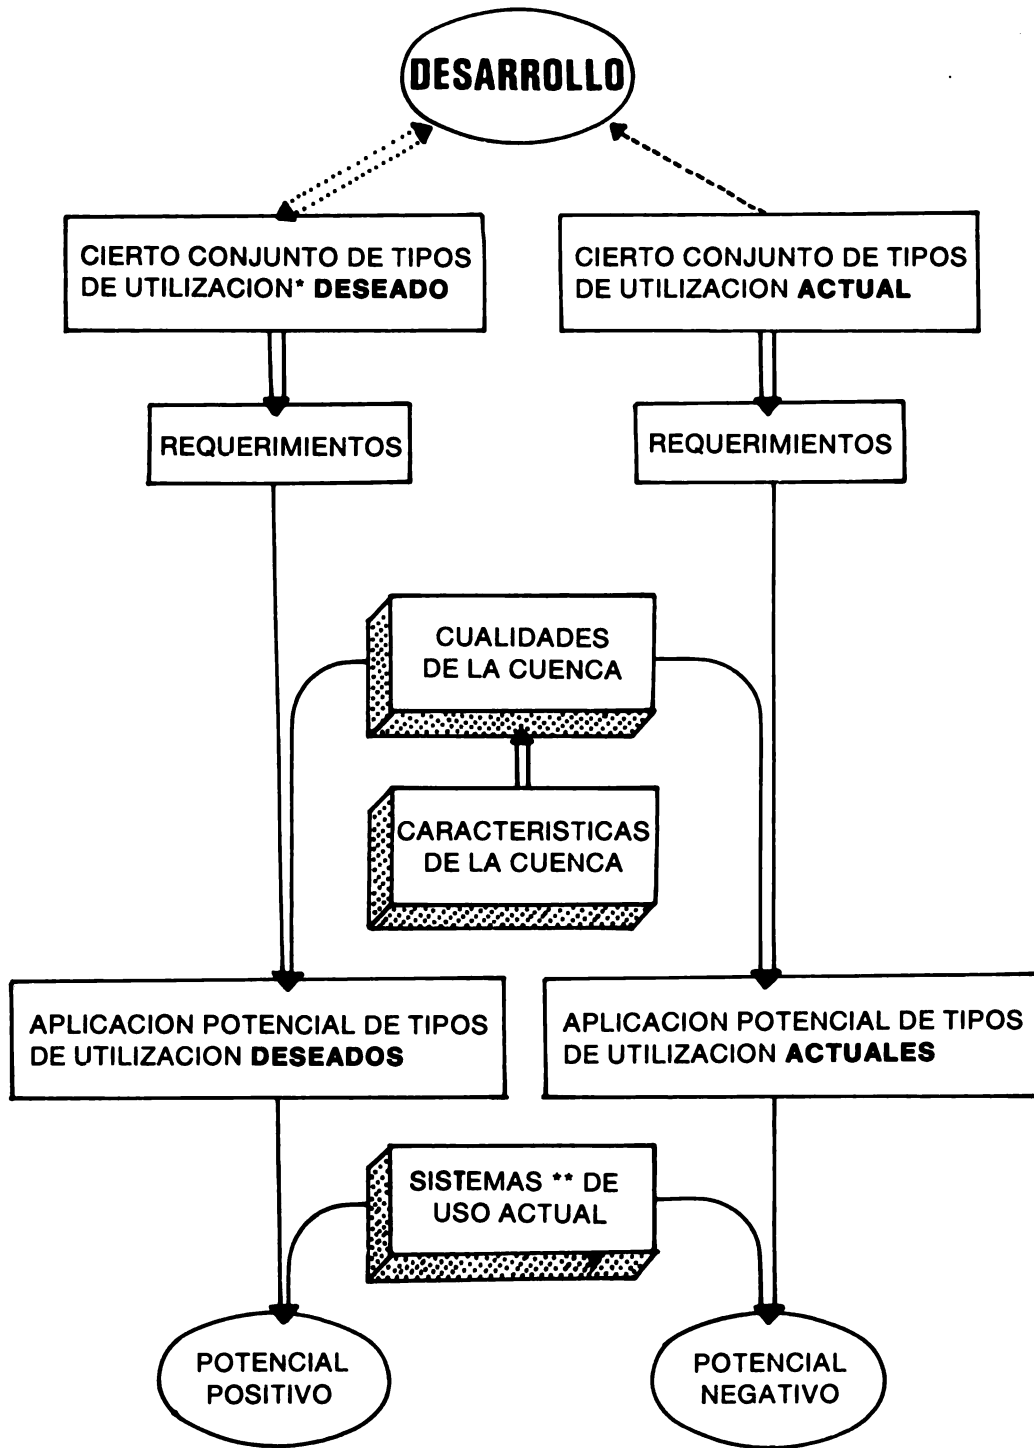 DESARROLLO
CIERTO CONJUNTO DE TIPOS
DE UTILIZACION* DESEADO
CIERTO CONJUNTO DE TIPOS
DE UTILIZACION ACTUAL
REQUERIMIENTOS
REQUERIMIENTOS
CUALIDADES
DE LA CUENCA
CARACTERISTICAS
DE LA CUENCA
APLICACION POTENCIAL DE TIPOS
DE UTILIZACION DESEADOS
APLICACION POTENCIAL DE TIPOS
DE UTILIZACION ACTUALES
SISTEMAS ** DE
USO ACTUAL
POTENCIAL
POSITIVO
POTENCIAL
NEGATIVO